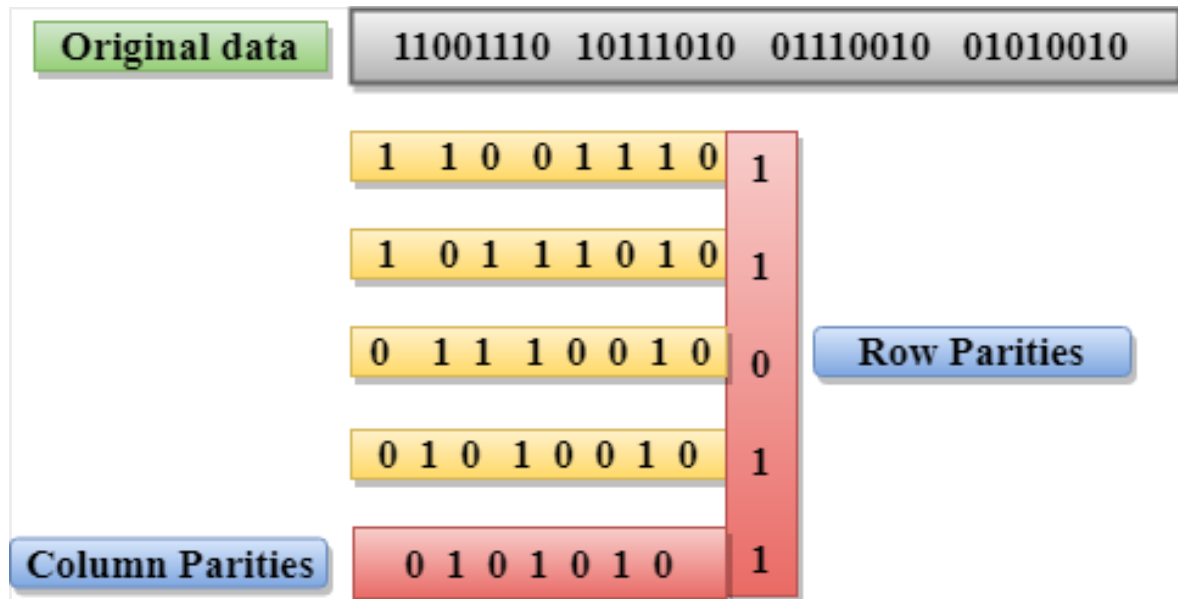 Original data 11001110 10111010 01110010 01010010
1 1 0 0 1 1 1 0 1
1 0 1 1 1 0 1 0 1
0 1 1 1 0 0 1 0 0 Row Parities
0 1 0 1 0 0 1 0 1
Column Parities 0 1 0 1 0 1 0 1